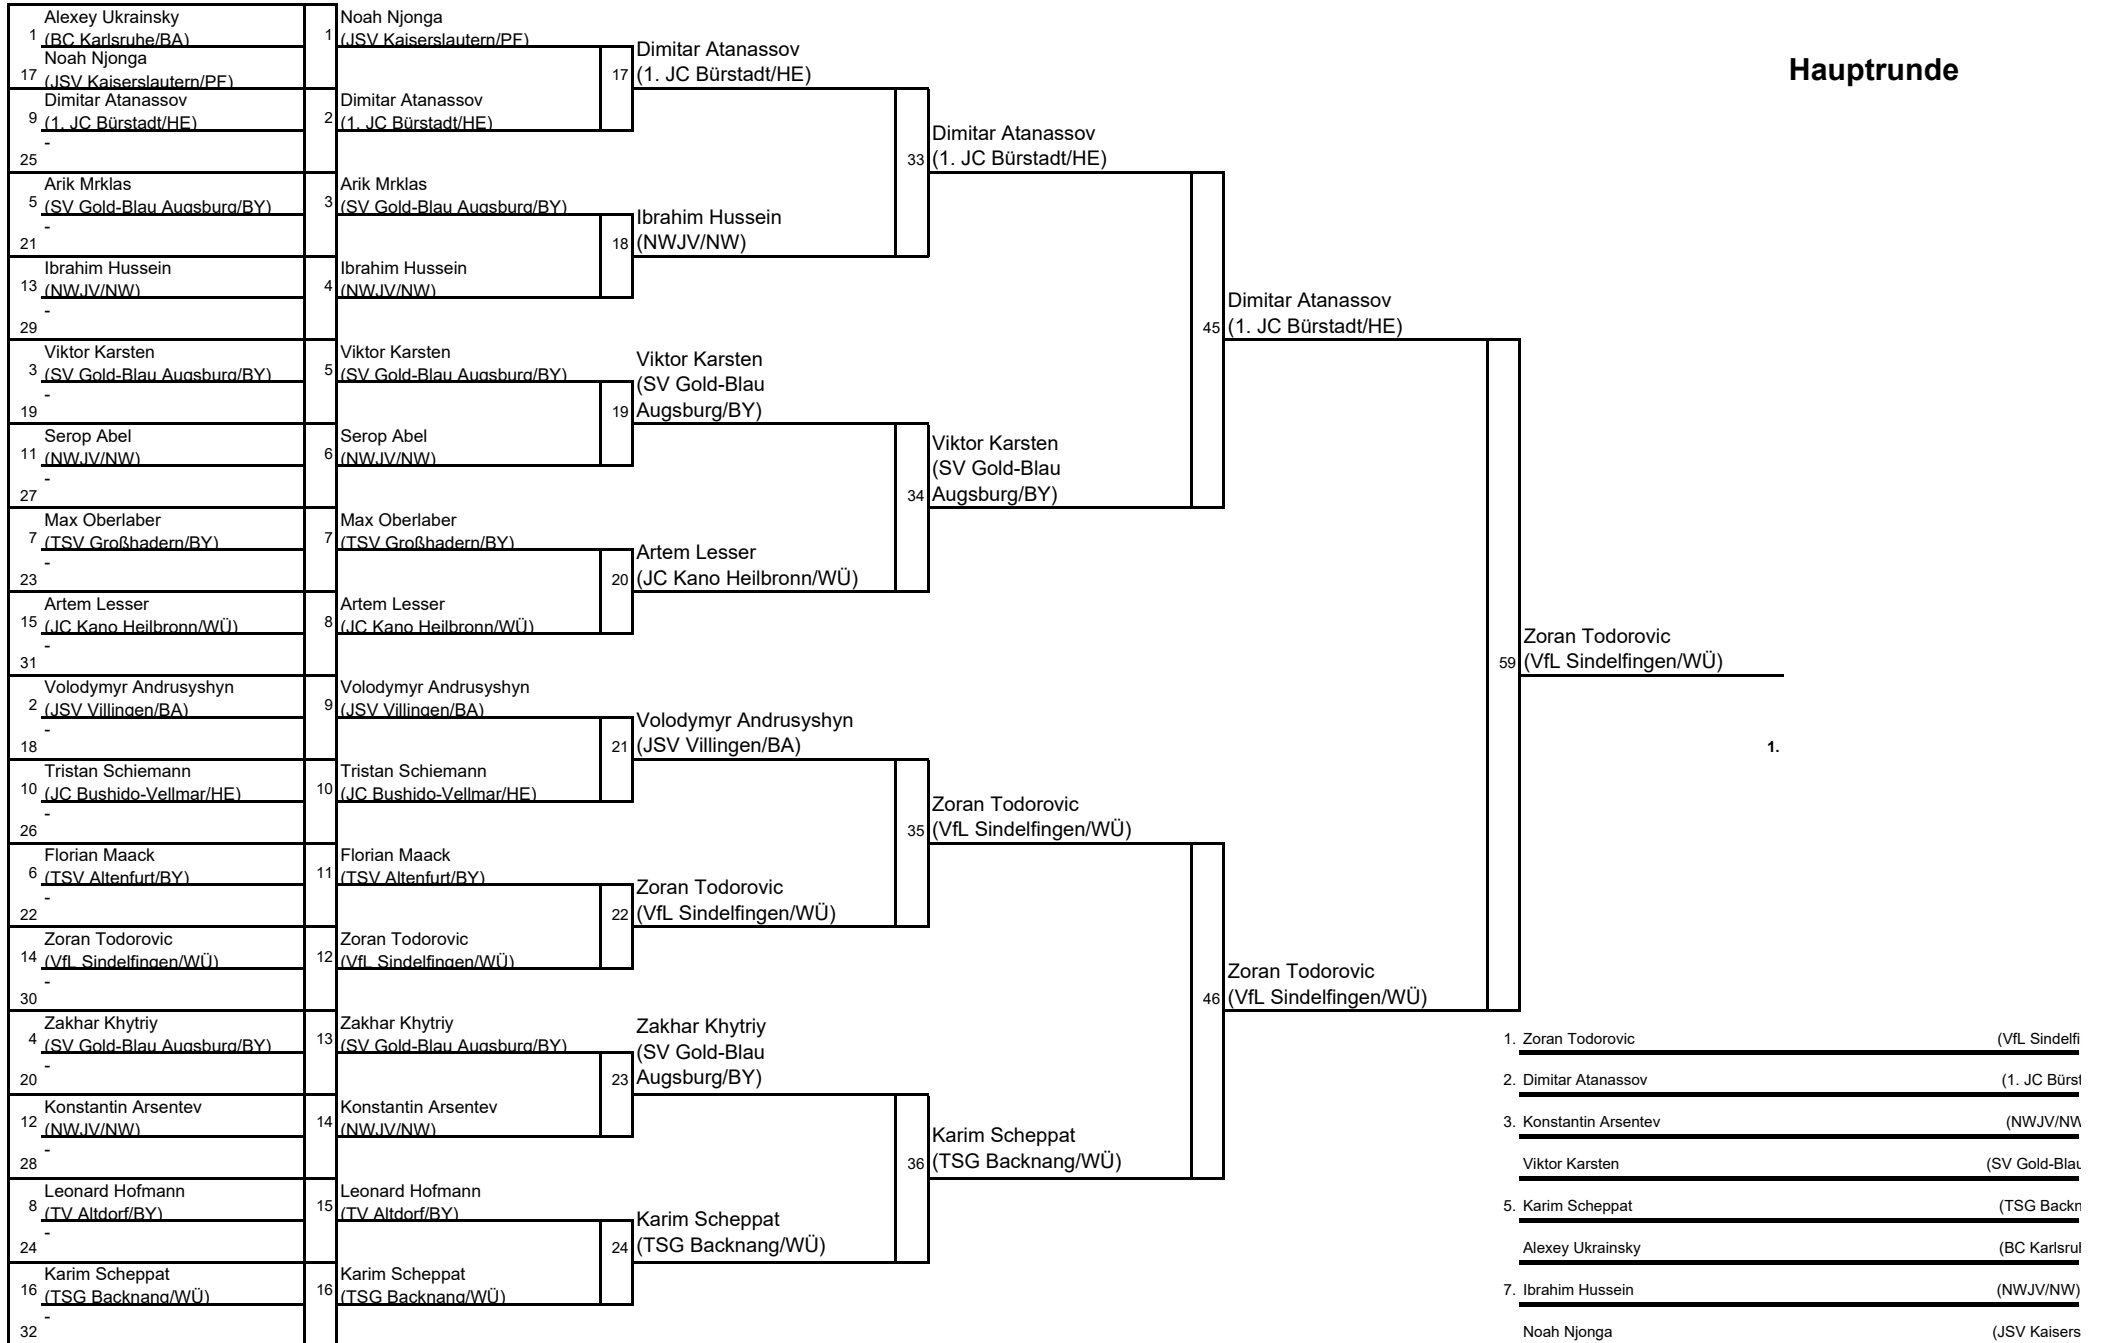 Hauptrunde
1
Alexey Ukrainsky
(BC Karlsruhe/BA)
17
Noah Njonga
(JSV Kaiserslautern/PF)
9
Dimitar Atanassov
(1. JC Bürstadt/HE)
25
-
5
Arik Mrklas
(SV Gold-Blau Augsburg/BY)
21
-
13
Ibrahim Hussein
(NWJV/NW)
29
-
3
Viktor Karsten
(SV Gold-Blau Augsburg/BY)
19
-
11
Serop Abel
(NWJV/NW)
27
-
7
Max Oberlaber
(TSV Großhadern/BY)
23
-
15
Artem Lesser
(JC Kano Heilbronn/WÜ)
31
-
2
Volodymyr Andrusyshyn
(JSV Villingen/BA)
18
-
10
Tristan Schiemann
(JC Bushido-Vellmar/HE)
26
-
6
Florian Maack
(TSV Altenfurt/BY)
22
-
14
Zoran Todorovic
(VfL Sindelfingen/WÜ)
30
-
4
Zakhar Khytriy
(SV Gold-Blau Augsburg/BY)
20
-
12
Konstantin Arsentev
(NWJV/NW)
28
-
8
Leonard Hofmann
(TV Altdorf/BY)
24
-
16
Karim Scheppat
(TSG Backnang/WÜ)
32
-
1
Noah Njonga
(JSV Kaiserslautern/PF)
2
Dimitar Atanassov
(1. JC Bürstadt/HE)
3
Arik Mrklas
(SV Gold-Blau Augsburg/BY)
4
Ibrahim Hussein
(NWJV/NW)
5
Viktor Karsten
(SV Gold-Blau Augsburg/BY)
6
Serop Abel
(NWJV/NW)
7
Max Oberlaber
(TSV Großhadern/BY)
8
Artem Lesser
(JC Kano Heilbronn/WÜ)
9
Volodymyr Andrusyshyn
(JSV Villingen/BA)
10
Tristan Schiemann
(JC Bushido-Vellmar/HE)
11
Florian Maack
(TSV Altenfurt/BY)
12
Zoran Todorovic
(VfL Sindelfingen/WÜ)
13
Zakhar Khytriy
(SV Gold-Blau Augsburg/BY)
14
Konstantin Arsentev
(NWJV/NW)
15
Leonard Hofmann
(TV Altdorf/BY)
16
Karim Scheppat
(TSG Backnang/WÜ)
17
Dimitar Atanassov
(1. JC Bürstadt/HE)
18
Ibrahim Hussein
(NWJV/NW)
19
Viktor Karsten
(SV Gold-Blau
Augsburg/BY)
20
Artem Lesser
(JC Kano Heilbronn/WÜ)
21
Volodymyr Andrusyshyn
(JSV Villingen/BA)
22
Zoran Todorovic
(VfL Sindelfingen/WÜ)
23
Zakhar Khytriy
(SV Gold-Blau
Augsburg/BY)
24
Karim Scheppat
(TSG Backnang/WÜ)
33
Dimitar Atanassov
(1. JC Bürstadt/HE)
34
Viktor Karsten
(SV Gold-Blau
Augsburg/BY)
35
Zoran Todorovic
(VfL Sindelfingen/WÜ)
36
Karim Scheppat
(TSG Backnang/WÜ)
45
Dimitar Atanassov
(1. JC Bürstadt/HE)
46
Zoran Todorovic
(VfL Sindelfingen/WÜ)
59
Zoran Todorovic
(VfL Sindelfingen/WÜ)
1.
1. Zoran Todorovic (VfL Sindelfi
2. Dimitar Atanassov (1. JC Bürst
3. Konstantin Arsentev (NWJV/NW
Viktor Karsten (SV Gold-Blau
5. Karim Scheppat (TSG Backn
Alexey Ukrainsky (BC Karlsruh
7. Ibrahim Hussein (NWJV/NW)
Noah Njonga (JSV Kaisers